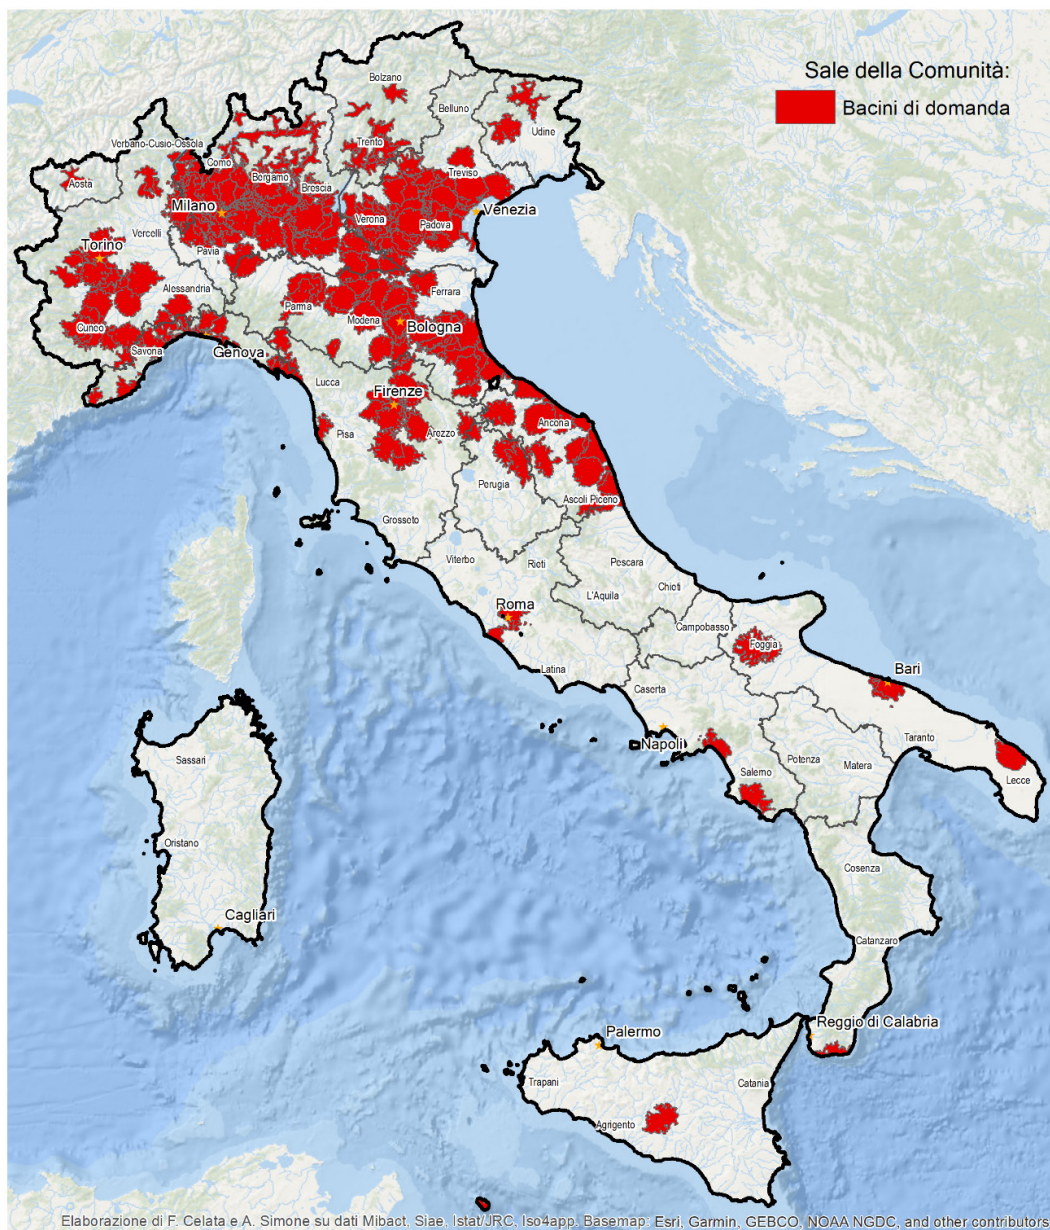 Sale della Comunità:
Bacini di domanda
Bolzano
Belluno
Udine
Verbano-Cusio-Ossola
Trento
Como
Aosta
Bergamo
Treviso
Brescia
Milano
Verona
Venezia
Padova
Vercelli
Torino
Pavia
Alessandria
Ferrara
Parma
Modena
Bologna
Cuneo
Savona
Genova
Lucca
Firenze
Ancona
Pisa
Arezzo
Perugia
Ascoli Piceno
Grosseto
Viterbo
Rieti
Pescara
Chieti
L'Aquila
Roma
Campobasso
Foggia
Latina
Bari
Caserta
Taranto
Napoli
Potenza
Matera
Salerno
Lecce
Sassari
Oristano
Cosenza
Cagliari
Catanzaro
Reggio di Calabria
Palermo
Trapani
Catania
Agrigento
Elaborazione di F. Celata e A. Simone su dati Mibact, Siae, Istat/JRC, Iso4app. Basemap: Esri, Garmin, GEBCO, NOAA NGDC, and other contributors